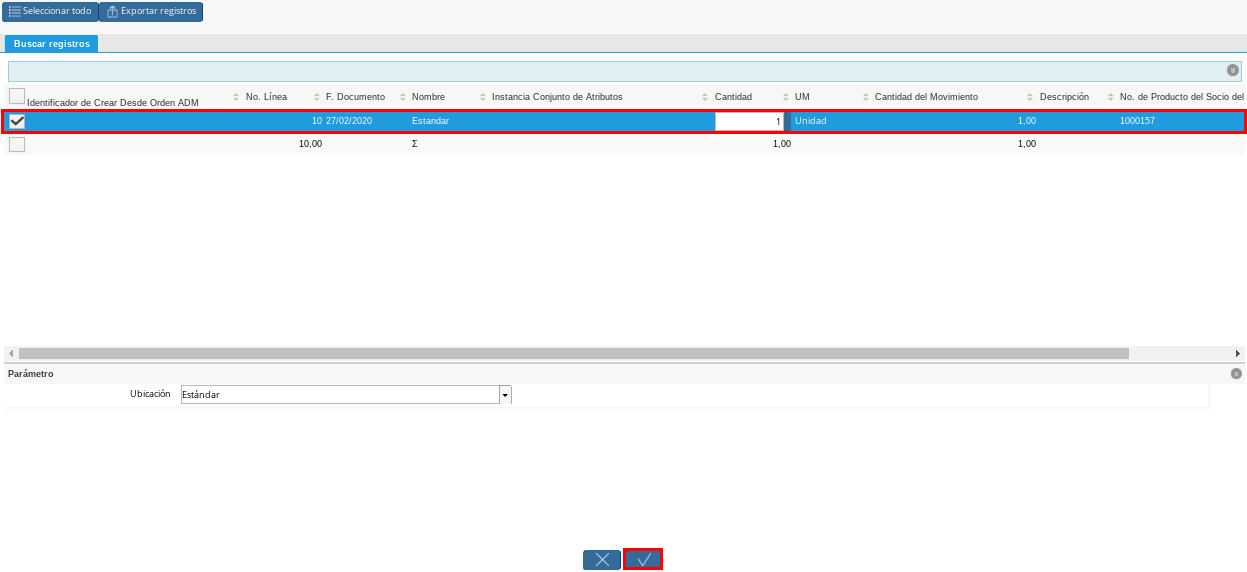 Seleccionar todo Exportar registros
Buscar registros
Identificador de Crear Desde Orden ADM No. Línea F. Documento Nombre Instancia Conjunto de Atributos Cantidad UM Cantidad del Movimiento Descripción No. de Producto del Socio del
10 27/02/2020 Estandar 1 Unidad 1,00 1000157
10,00 Σ 1,00 1,00
Parámetro
Ubicación Estándar